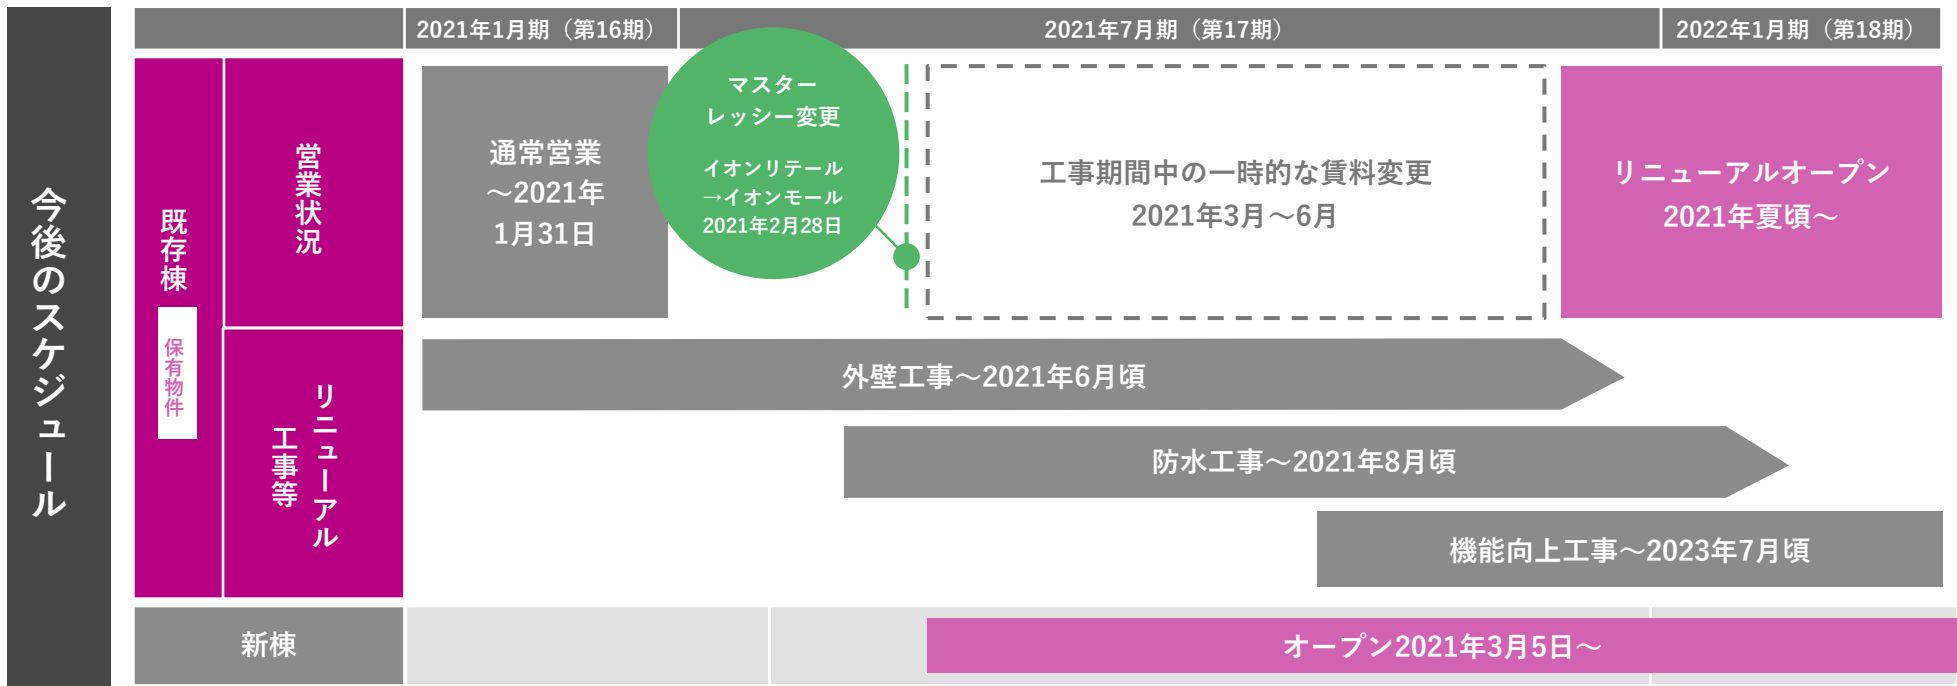 今後のスケジュール
2021年1月期（第16期）
2021年7月期（第17期）
2022年1月期（第18期）
既存棟
保有物件
営業状況
通常営業
～2021年
1月31日
マスター
レッシー変更
イオンリテール
→イオンモール
2021年2月28日
工事期間中の一時的な賃料変更
2021年3月～6月
リニューアルオープン
2021年夏頃～
リニューアル
工事等
外壁工事～2021年6月頃
防水工事～2021年8月頃
機能向上工事～2023年7月頃
新棟
オープン2021年3月5日～